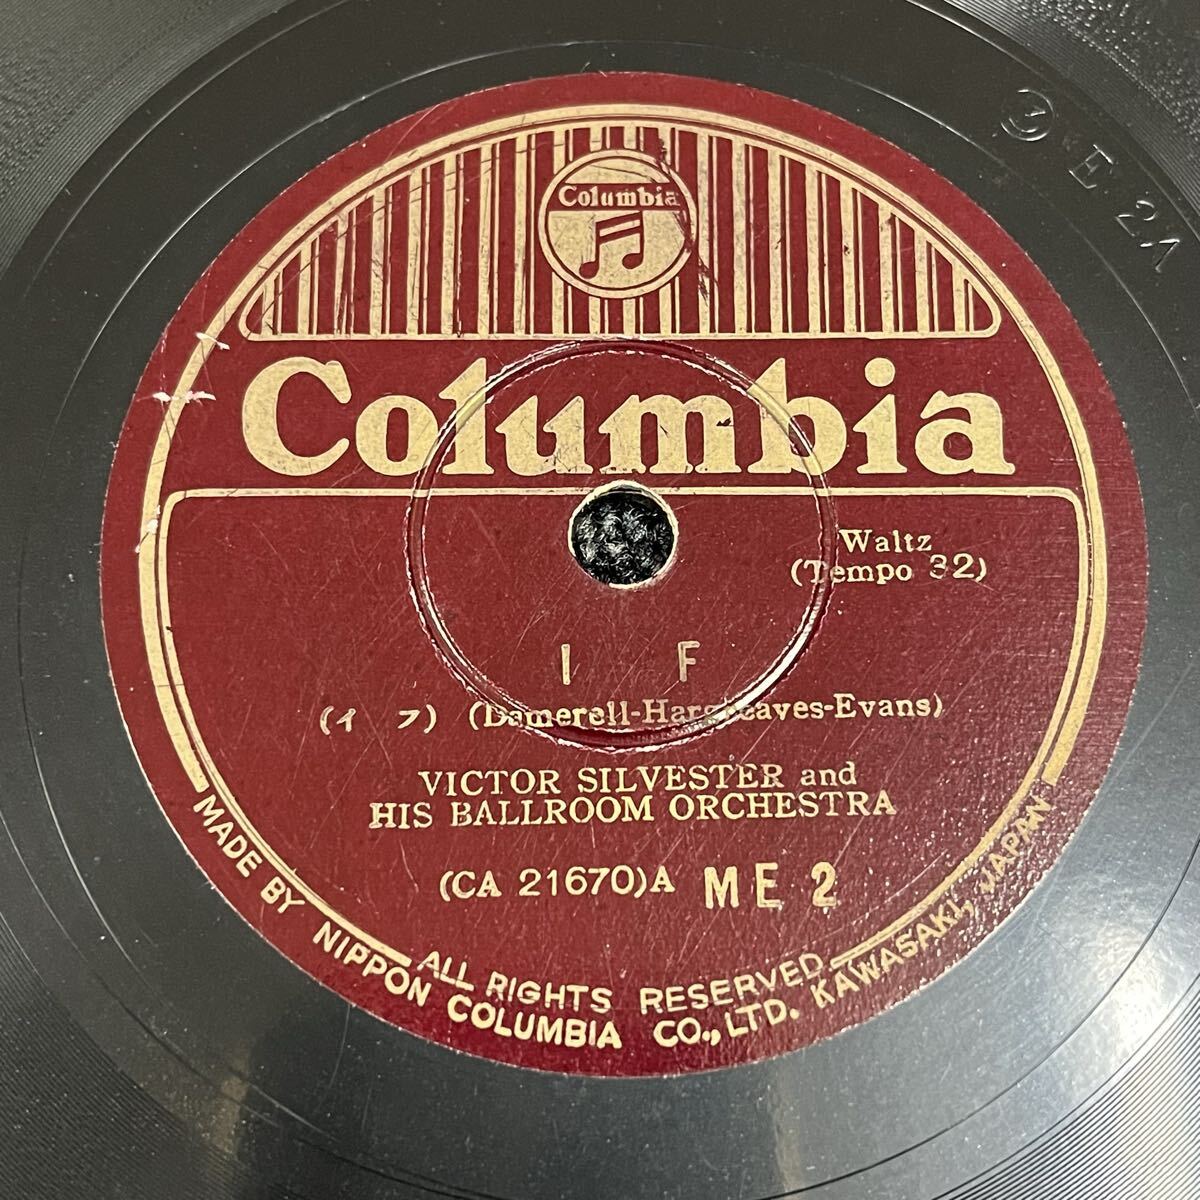 Columbia
Columbia
Waltz
(Tempo 32)
I F
(イ フ) (Damerell-Hargreaves-Evans)
VICTOR SILVESTER and
HIS BALLROOM ORCHESTRA
(CA 21670)A ME 2
ALL RIGHTS RESERVED
MADE BY NIPPON COLUMBIA CO., LTD. KAWASAKI, JAPAN
E 2A